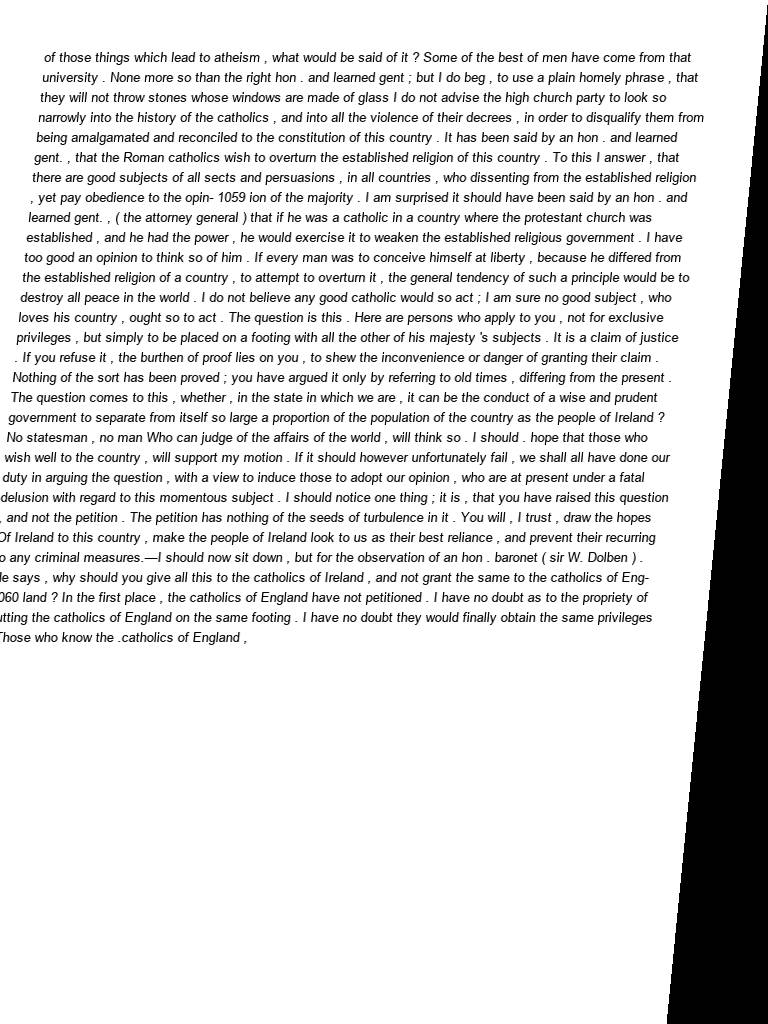 of those things which lead to atheism , what would be said of it ? Some of the best of men have come from that
university . None more so than the right hon . and learned gent ; but I do beg , to use a plain homely phrase , that
they will not throw stones whose windows are made of glass I do not advise the high church party to look so
narrowly into the history of the catholics , and into all the violence of their decrees , in order to disqualify them from
being amalgamated and reconciled to the constitution of this country . It has been said by an hon . and learned
gent. , that the Roman catholics wish to overturn the established religion of this country . To this I answer , that
there are good subjects of all sects and persuasions , in all countries , who dissenting from the established religion
, yet pay obedience to the opin- 1059 ion of the majority . I am surprised it should have been said by an hon . and
learned gent. , ( the attorney general ) that if he was a catholic in a country where the protestant church was
established , and he had the power , he would exercise it to weaken the established religious government . I have
too good an opinion to think so of him . If every man was to conceive himself at liberty , because he differed from
the established religion of a country , to attempt to overturn it , the general tendency of such a principle would be to
destroy all peace in the world . I do not believe any good catholic would so act ; I am sure no good subject , who
loves his country , ought so to act . The question is this . Here are persons who apply to you , not for exclusive
privileges , but simply to be placed on a footing with all the other of his majesty 's subjects . It is a claim of justice
. If you refuse it , the burthen of proof lies on you , to shew the inconvenience or danger of granting their claim .
Nothing of the sort has been proved ; you have argued it only by referring to old times , differing from the present .
The question comes to this , whether , in the state in which we are , it can be the conduct of a wise and prudent
government to separate from itself so large a proportion of the population of the country as the people of Ireland ?
No statesman , no man Who can judge of the affairs of the world , will think so . I should . hope that those who
wish well to the country , will support my motion . If it should however unfortunately fail , we shall all have done our
duty in arguing the question , with a view to induce those to adopt our opinion , who are at present under a fatal
delusion with regard to this momentous subject . I should notice one thing ; it is , that you have raised this question
, and not the petition . The petition has nothing of the seeds of turbulence in it . You will , I trust , draw the hopes
Of Ireland to this country , make the people of Ireland look to us as their best reliance , and prevent their recurring
any criminal measures.—I should now sit down , but for the observation of an hon . baronet ( sir W. Dolben ) .
says , why should you give all this to the catholics of Ireland , and not grant the same to the catholics of Eng-
land ? In the first place , the catholics of England have not petitioned . I have no doubt as to the propriety of
the catholics of England on the same footing . I have no doubt they would finally obtain the same privileges
Those who know the .catholics of England ,